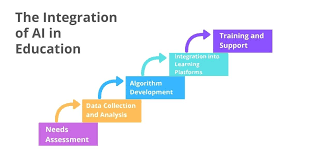 The Integration
of AI in
Education
Training and
Support
Integration into
Learning
Platforms
Algorithm
Development
Data Collection
and Analysis
Needs
Assessment